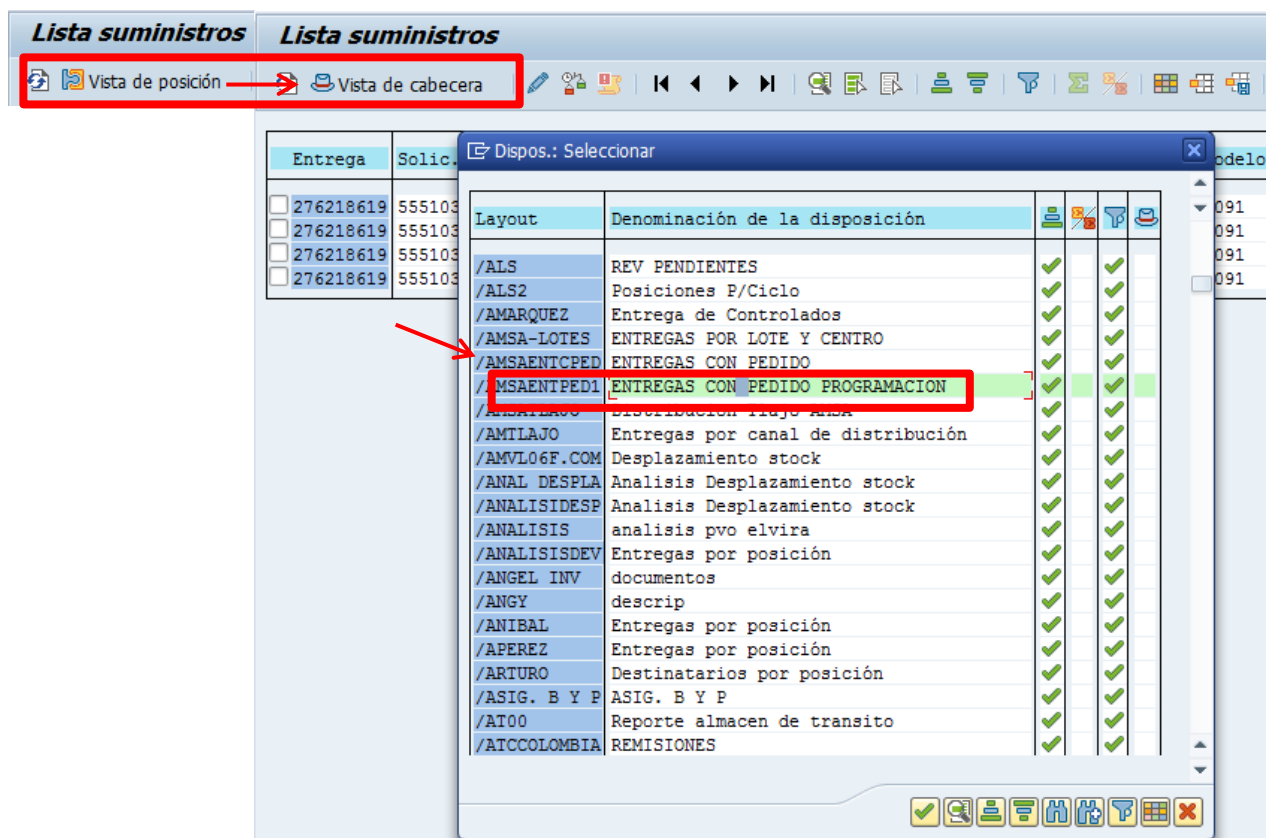 Lista suministros
Lista suministros
Vista de posición
Vista de cabecera
Entrega Solic.
276218619 555103
276218619 555103
276218619 555103
276218619 555103
Dispos.: Seleccionar
odelo
091
091
091
091
Layout Denominación de la disposición
/ALS REV PENDIENTES
/ALS2 Posiciones P/Ciclo
/AMARQUEZ Entrega de Controlados
/AMSA-LOTES ENTREGAS POR LOTE Y CENTRO
/AMSAENTCPED ENTREGAS CON PEDIDO
/AMSAENTPED1 ENTREGAS CON PEDIDO PROGRAMACION
/AMTLAJO Entregas por canal de distribución
/AMVL06F.COM Desplazamiento stock
/ANAL DESPLA Analisis Desplazamiento stock
/ANALISIDESP Analisis Desplazamiento stock
/ANALISIS analisis pvo elvira
/ANALISISDEV Entregas por posición
/ANGEL INV documentos
/ANGY descrip
/ANIBAL Entregas por posición
/APEREZ Entregas por posición
/ARTURO Destinatarios por posición
/ASIG. B Y P ASIG. B Y P
/AT00 Reporte almacen de transito
/ATCCOLOMBIA REMISIONES